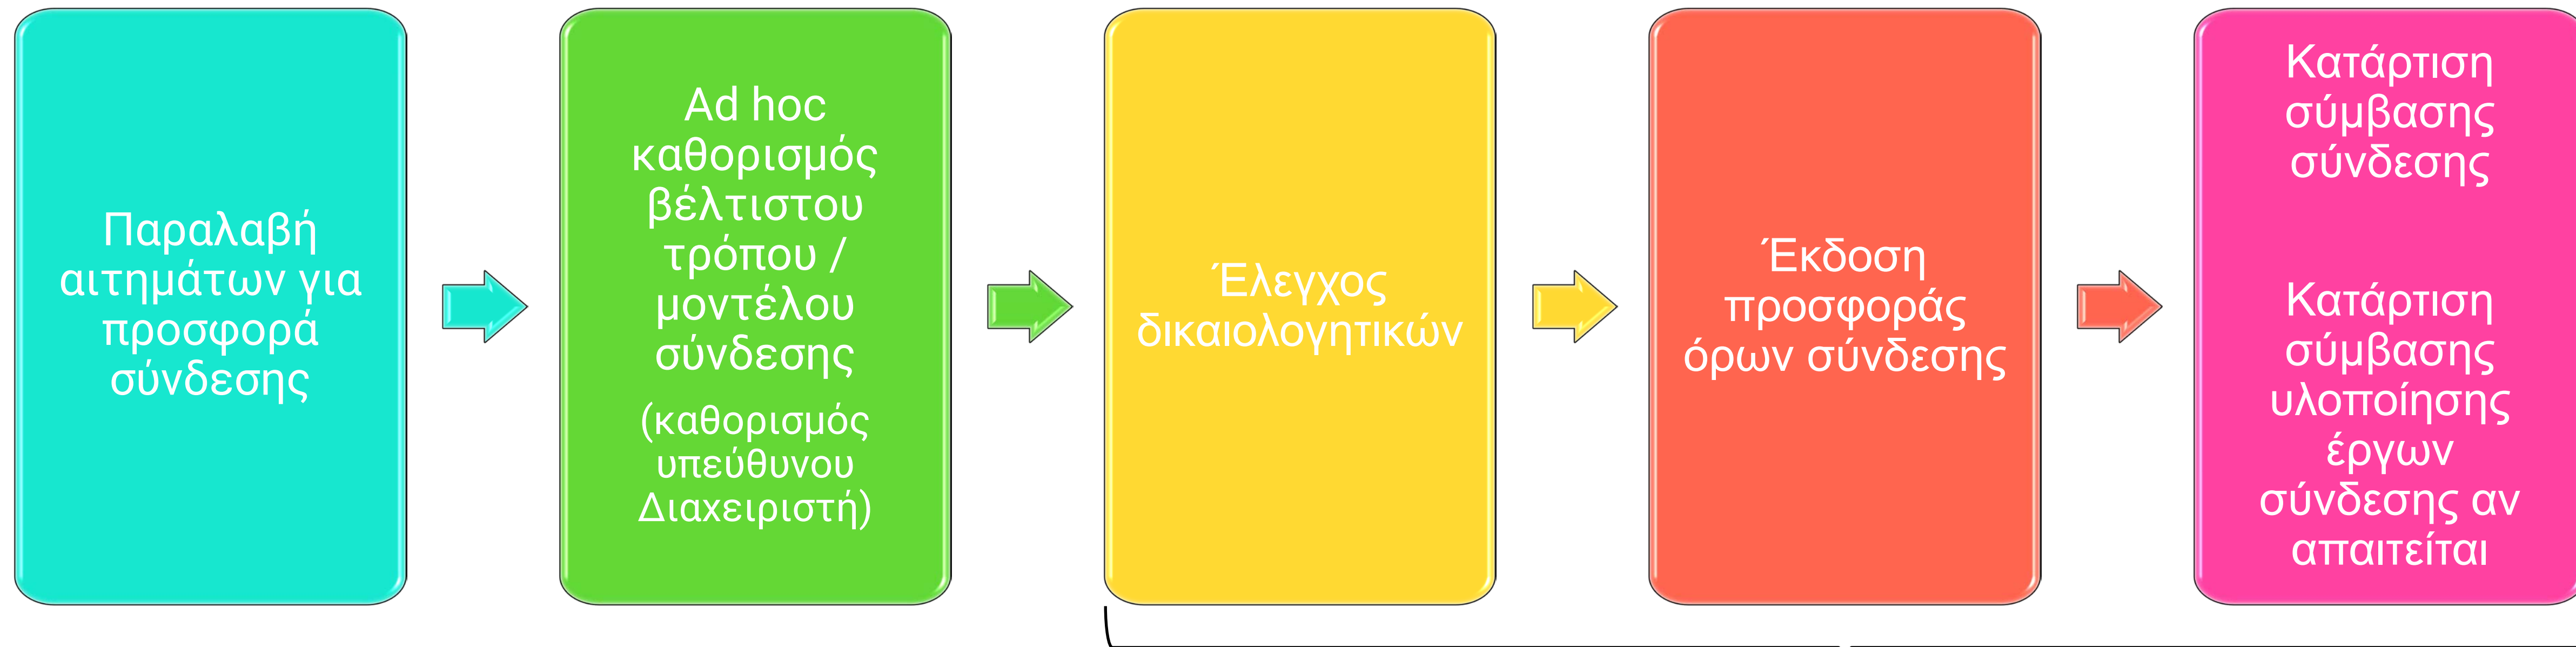 Παραλαβή
αιτημάτων για
προσφορά
σύνδεσης
Ad hoc
καθορισμός
βέλτιστου
τρόπου /
μοντέλου
σύνδεσης
(καθορισμός
υπεύθυνου
Διαχειριστή)
Έλεγχος
δικαιολογητικών
Έκδοση
προσφοράς
όρων σύνδεσης
Κατάρτιση
σύμβασης
σύνδεσης
Κατάρτιση
σύμβασης
υλοποίησης
έργων
σύνδεσης αν
απαιτείται